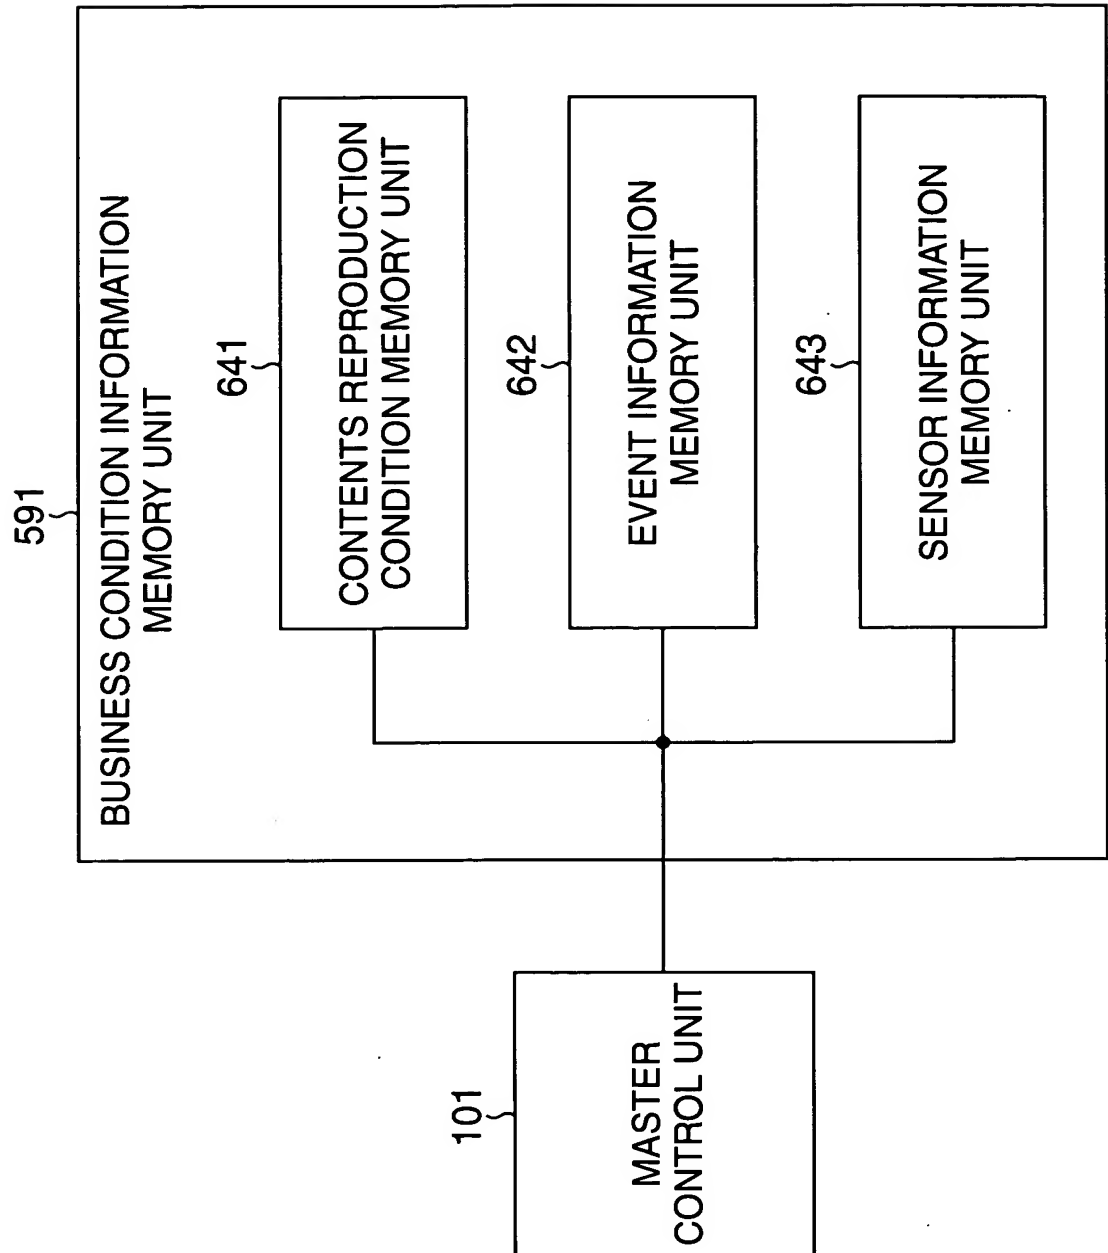 591
BUSINESS CONDITION INFORMATION
MEMORY UNIT
641
CONTENTS REPRODUCTION
CONDITION MEMORY UNIT
642
EVENT INFORMATION
MEMORY UNIT
643
SENSOR INFORMATION
MEMORY UNIT
101
MASTER
CONTROL UNIT